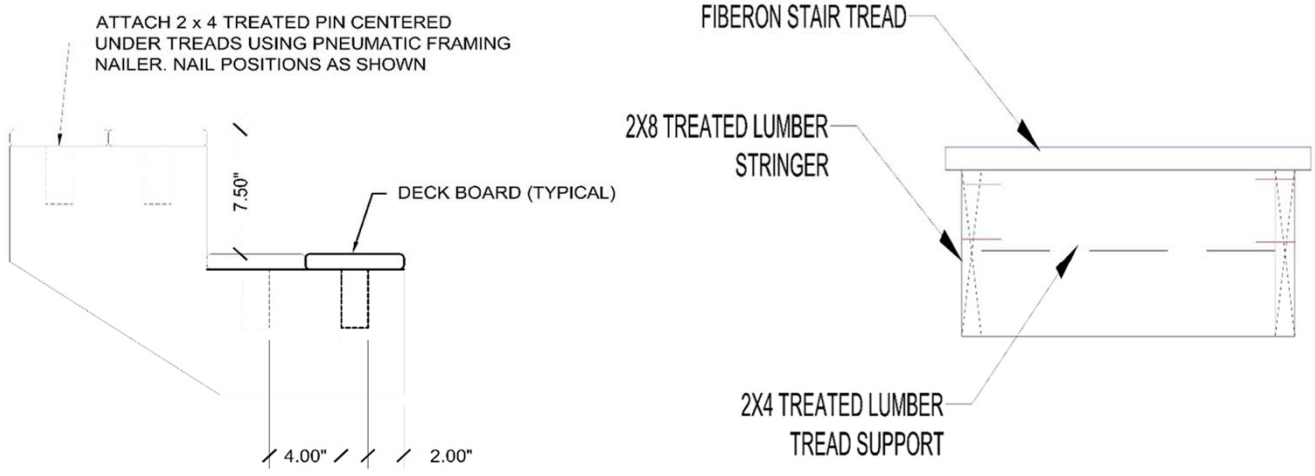 ATTACH 2 x 4 TREATED PIN CENTERED
UNDER TREADS USING PNEUMATIC FRAMING
NAILER. NAIL POSITIONS AS SHOWN
7.50"
DECK BOARD (TYPICAL)
4.00"
2.00"
FIBERON STAIR TREAD
2X8 TREATED LUMBER
STRINGER
2X4 TREATED LUMBER
TREAD SUPPORT